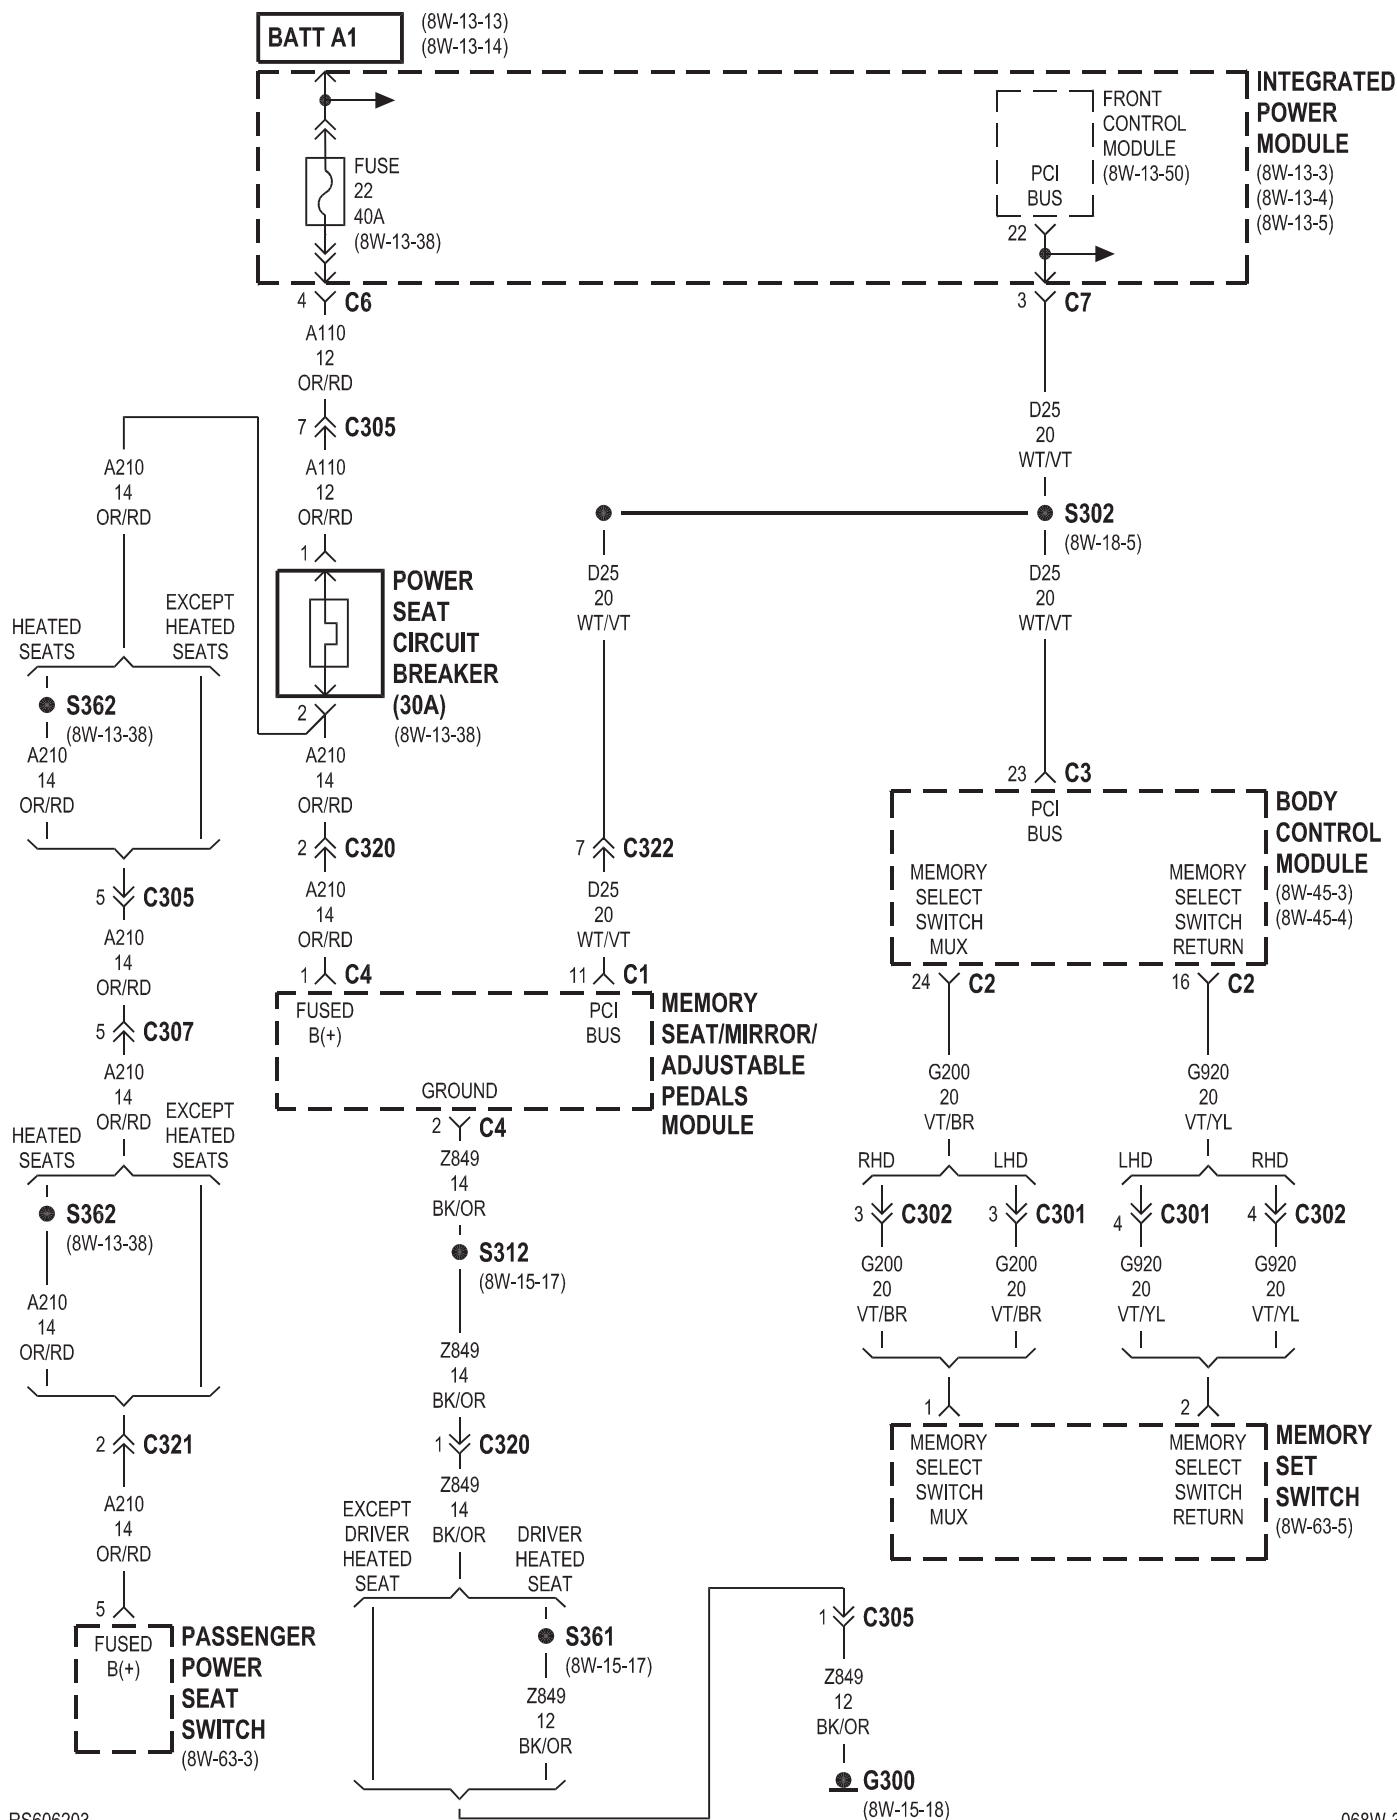 BATT A1
(8W-13-13)
(8W-13-14)
INTEGRATED
POWER
MODULE
(8W-13-3)
(8W-13-4)
(8W-13-5)
FRONT
CONTROL
MODULE
(8W-13-50)
PCI
BUS
22
FUSE
22
40A
(8W-13-38)
4
C6
3
C7
A110
12
OR/RD
7
C305
A110
12
OR/RD
1
POWER
SEAT
CIRCUIT
BREAKER
(30A)
(8W-13-38)
2
A210
14
OR/RD
HEATED
SEATS
EXCEPT
HEATED
SEATS
S362
(8W-13-38)
A210
14
OR/RD
5
C305
A210
14
OR/RD
5
C307
A210
14
OR/RD
HEATED
SEATS
EXCEPT
HEATED
SEATS
S362
(8W-13-38)
A210
14
OR/RD
2
C321
A210
14
OR/RD
5
FUSED
B(+)
PASSENGER
POWER
SEAT
SWITCH
(8W-63-3)
A210
14
OR/RD
2
C320
A210
14
OR/RD
1
C4
FUSED
B(+)
D25
20
WT/VT
S302
(8W-18-5)
D25
20
WT/VT
7
C322
D25
20
WT/VT
11
C1
PCI
BUS
MEMORY
SEAT/MIRROR/
ADJUSTABLE
PEDALS
MODULE
GROUND
2
C4
Z849
14
BK/OR
S312
(8W-15-17)
Z849
14
BK/OR
1
C320
Z849
14
BK/OR
EXCEPT
DRIVER
HEATED
SEAT
DRIVER
HEATED
SEAT
S361
(8W-15-17)
Z849
12
BK/OR
1
C305
Z849
12
BK/OR
G300
(8W-15-18)
D25
20
WT/VT
23
C3
PCI
BUS
BODY
CONTROL
MODULE
(8W-45-3)
(8W-45-4)
MEMORY
SELECT
SWITCH
MUX
MEMORY
SELECT
SWITCH
RETURN
24
C2
16
C2
G200
20
VT/BR
G920
20
VT/YL
RHD
LHD
LHD
RHD
3
C302
3
C301
4
C301
4
C302
G200
20
VT/BR
G200
20
VT/BR
G920
20
VT/YL
G920
20
VT/YL
1
2
MEMORY
SELECT
SWITCH
MUX
MEMORY
SELECT
SWITCH
RETURN
MEMORY
SET
SWITCH
(8W-63-5)